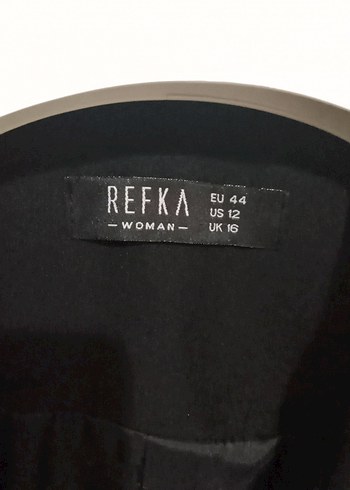 REFKA
— WOMAN —
EU 44
US 12
UK 16